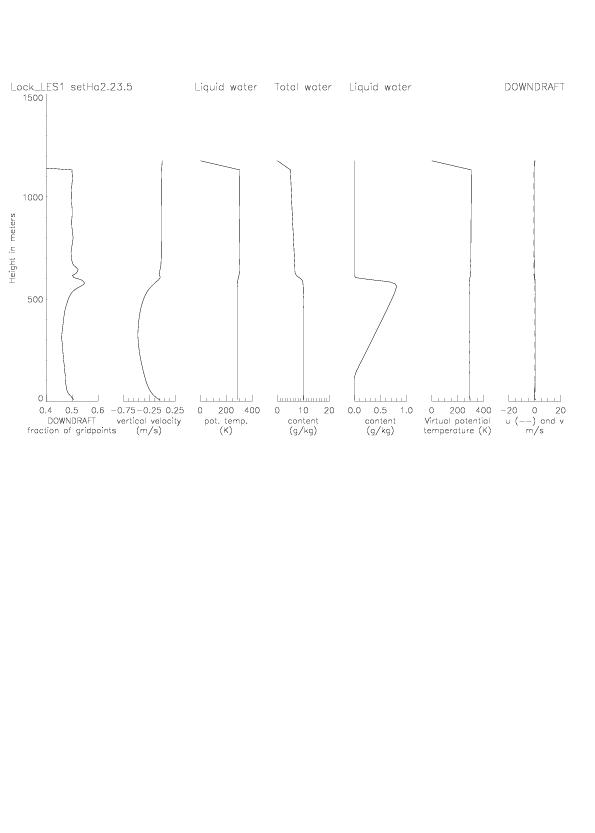 Lock_LES1 setHa2.23.5 Liquid water Total water Liquid water DOWNDRAFT
1500
1000
500
0
Height in meters
0.4 0.5 0.6 -0.75 -0.25 0.25 0 200 400 0 10 20 0.0 0.5 1.0 0 200 400 -20 0 20
DOWNDRAFT vertical velocity pot. temp. content content Virtual potential u (--) and v
fraction of gridpoints (m/s) (K) (g/kg) (g/kg) temperature (K) m/s